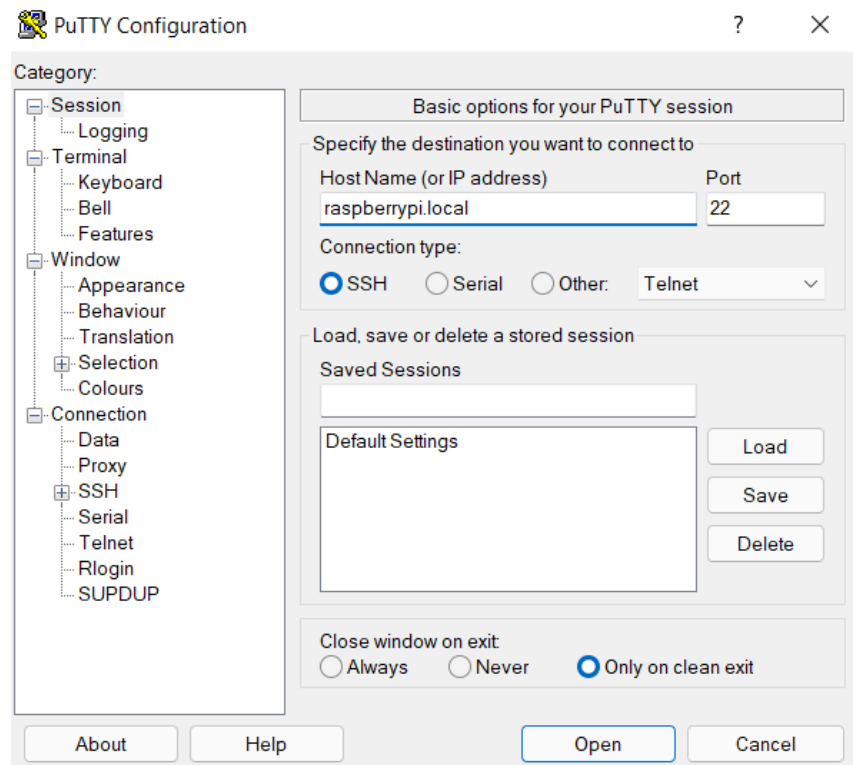 PuTTY Configuration
?
Category:
Session
Logging
Terminal
Keyboard
Bell
Features
Window
Appearance
Behaviour
Translation
Selection
Colours
Connection
Data
Proxy
SSH
Serial
Telnet
Rlogin
SUPDUP
Basic options for your PuTTY session
Specify the destination you want to connect to
Host Name (or IP address) Port
raspberrypi.local 22
Connection type:
SSH Serial Other: Telnet
Load, save or delete a stored session
Saved Sessions
Default Settings
Load
Save
Delete
Close window on exit:
Always Never Only on clean exit
About Help Open Cancel